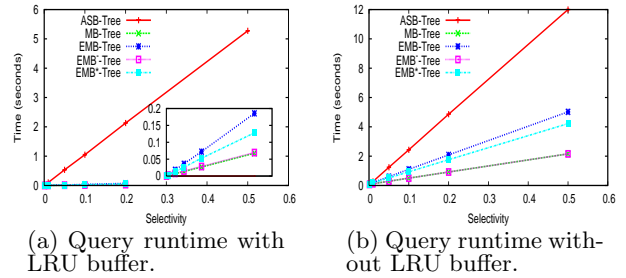 6
5
4
3
2
1
0
Time (seconds)
ASB-Tree
MB-Tree
EMB-Tree
EMB⁻-Tree
EMB*-Tree
0.2
0.15
0.1
0.05
0
0 0.1 0.2 0.3 0.4 0.5 0.6
Selectivity
(a) Query runtime with
LRU buffer.
12
10
8
6
4
2
0
Time (seconds)
ASB-Tree
MB-Tree
EMB-Tree
EMB⁻-Tree
EMB*-Tree
0 0.1 0.2 0.3 0.4 0.5 0.6
Selectivity
(b) Query runtime with-
out LRU buffer.